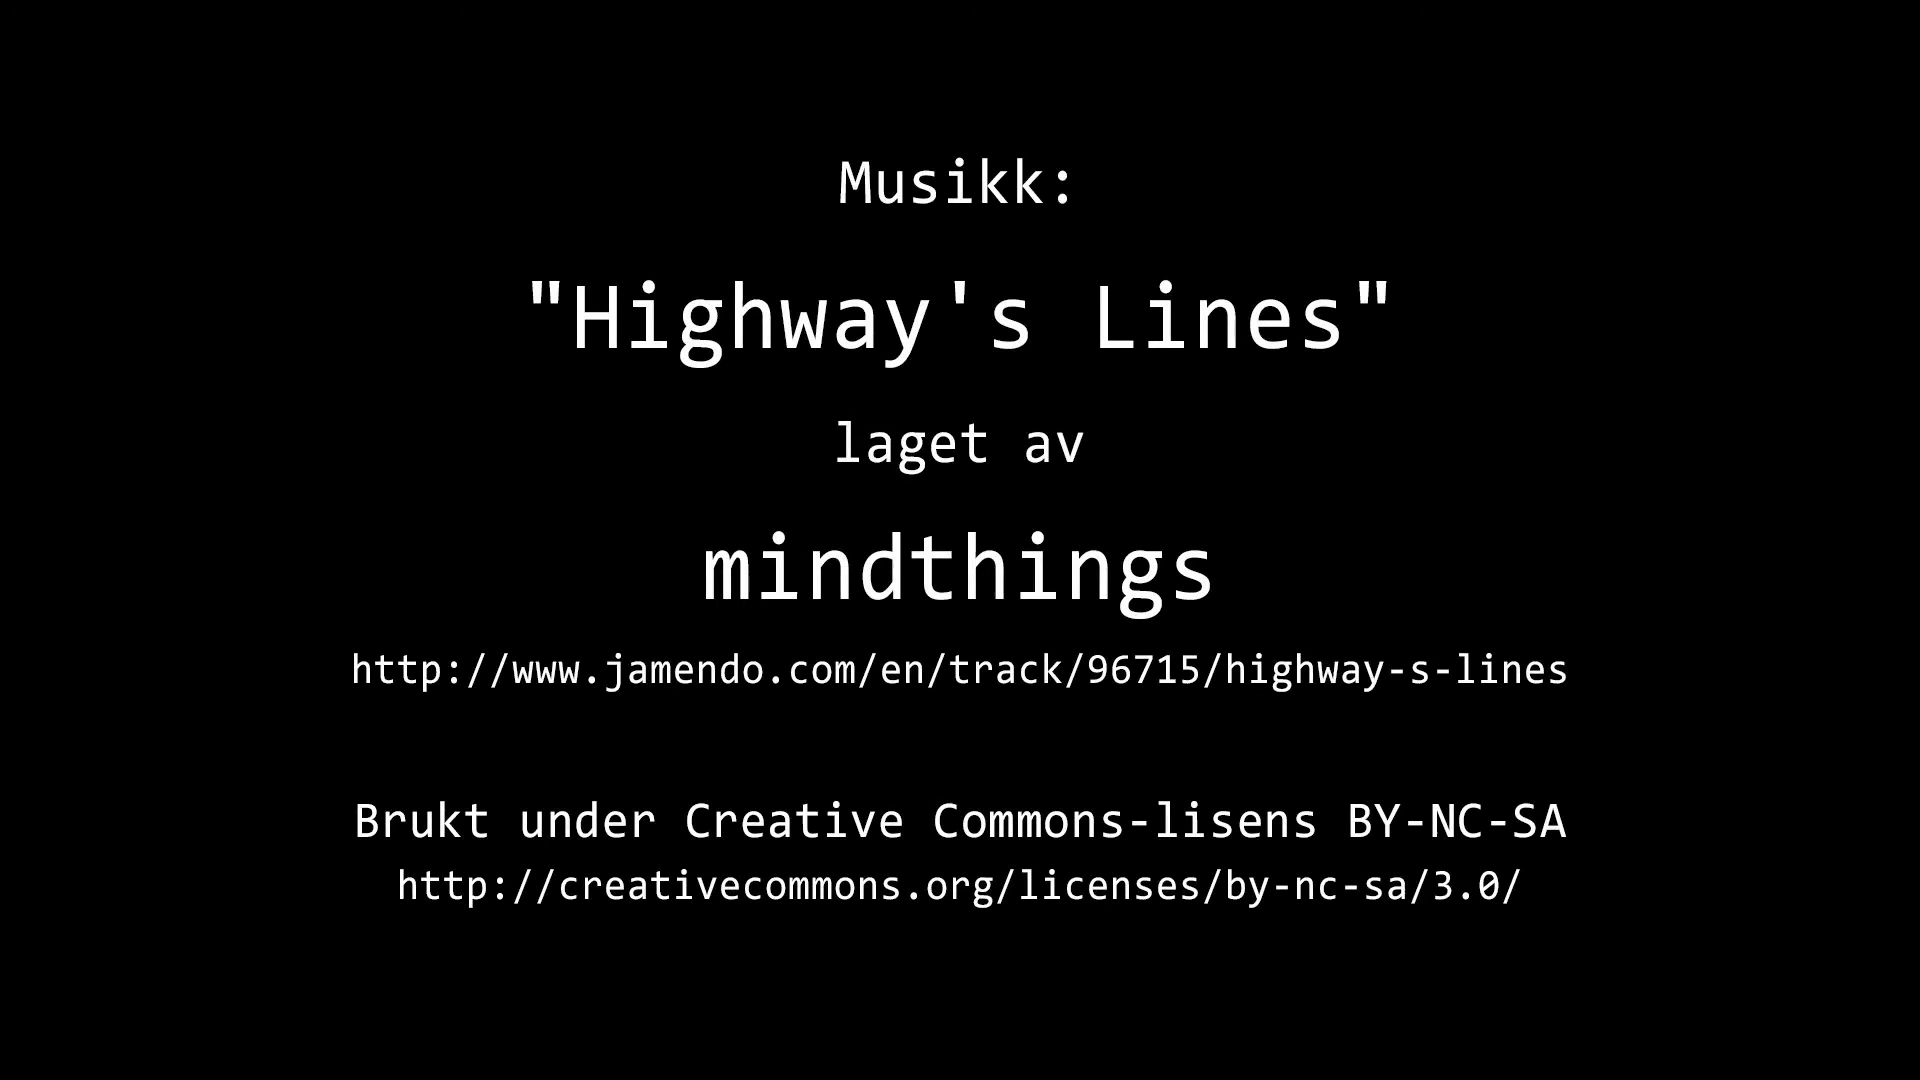 Musikk:
"Highway's Lines"
laget av
mindthings
http://www.jamendo.com/en/track/96715/highway-s-lines
Brukt under Creative Commons-lisens BY-NC-SA
http://creativecommons.org/licenses/by-nc-sa/3.0/